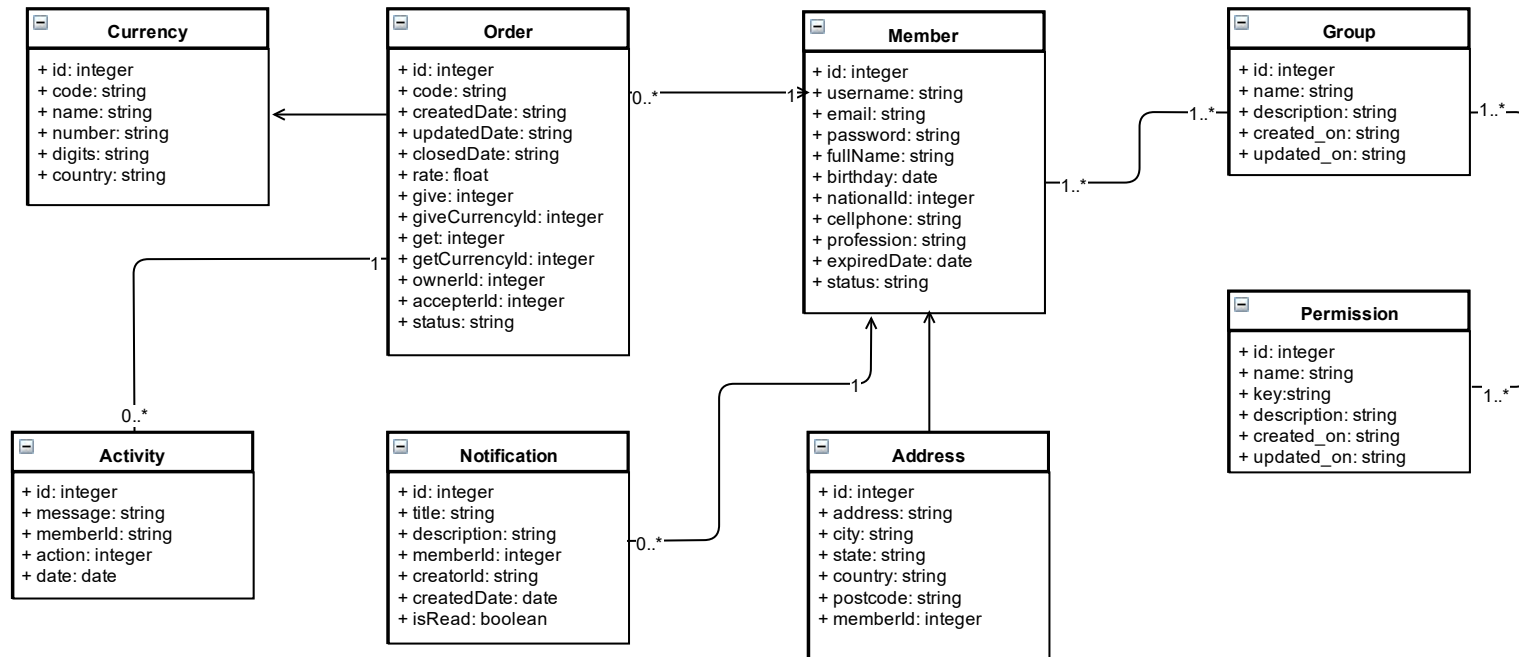 Currency
+ id: integer
+ code: string
+ name: string
+ number: string
+ digits: string
+ country: string
Order
+ id: integer
+ code: string
+ createdDate: string
+ updatedDate: string
+ closedDate: string
+ rate: float
+ give: integer
+ giveCurrencyId: integer
+ get: integer
+ getCurrencyId: integer
+ ownerId: integer
+ accepterId: integer
+ status: string
0..*
1
Member
+ id: integer
+ username: string
+ email: string
+ password: string
+ fullName: string
+ birthday: date
+ nationalId: integer
+ cellphone: string
+ profession: string
+ expiredDate: date
+ status: string
1..*
1..*
Group
+ id: integer
+ name: string
+ description: string
+ created_on: string
+ updated_on: string
1..*
1
0..*
Activity
+ id: integer
+ message: string
+ memberId: string
+ action: integer
+ date: date
Notification
+ id: integer
+ title: string
+ description: string
+ memberId: integer
+ creatorId: string
+ createdDate: date
+ isRead: boolean
0..*
1
Address
+ id: integer
+ address: string
+ city: string
+ state: string
+ country: string
+ postcode: string
+ memberId: integer
Permission
+ id: integer
+ name: string
+ key:string
+ description: string
+ created_on: string
+ updated_on: string
1..*